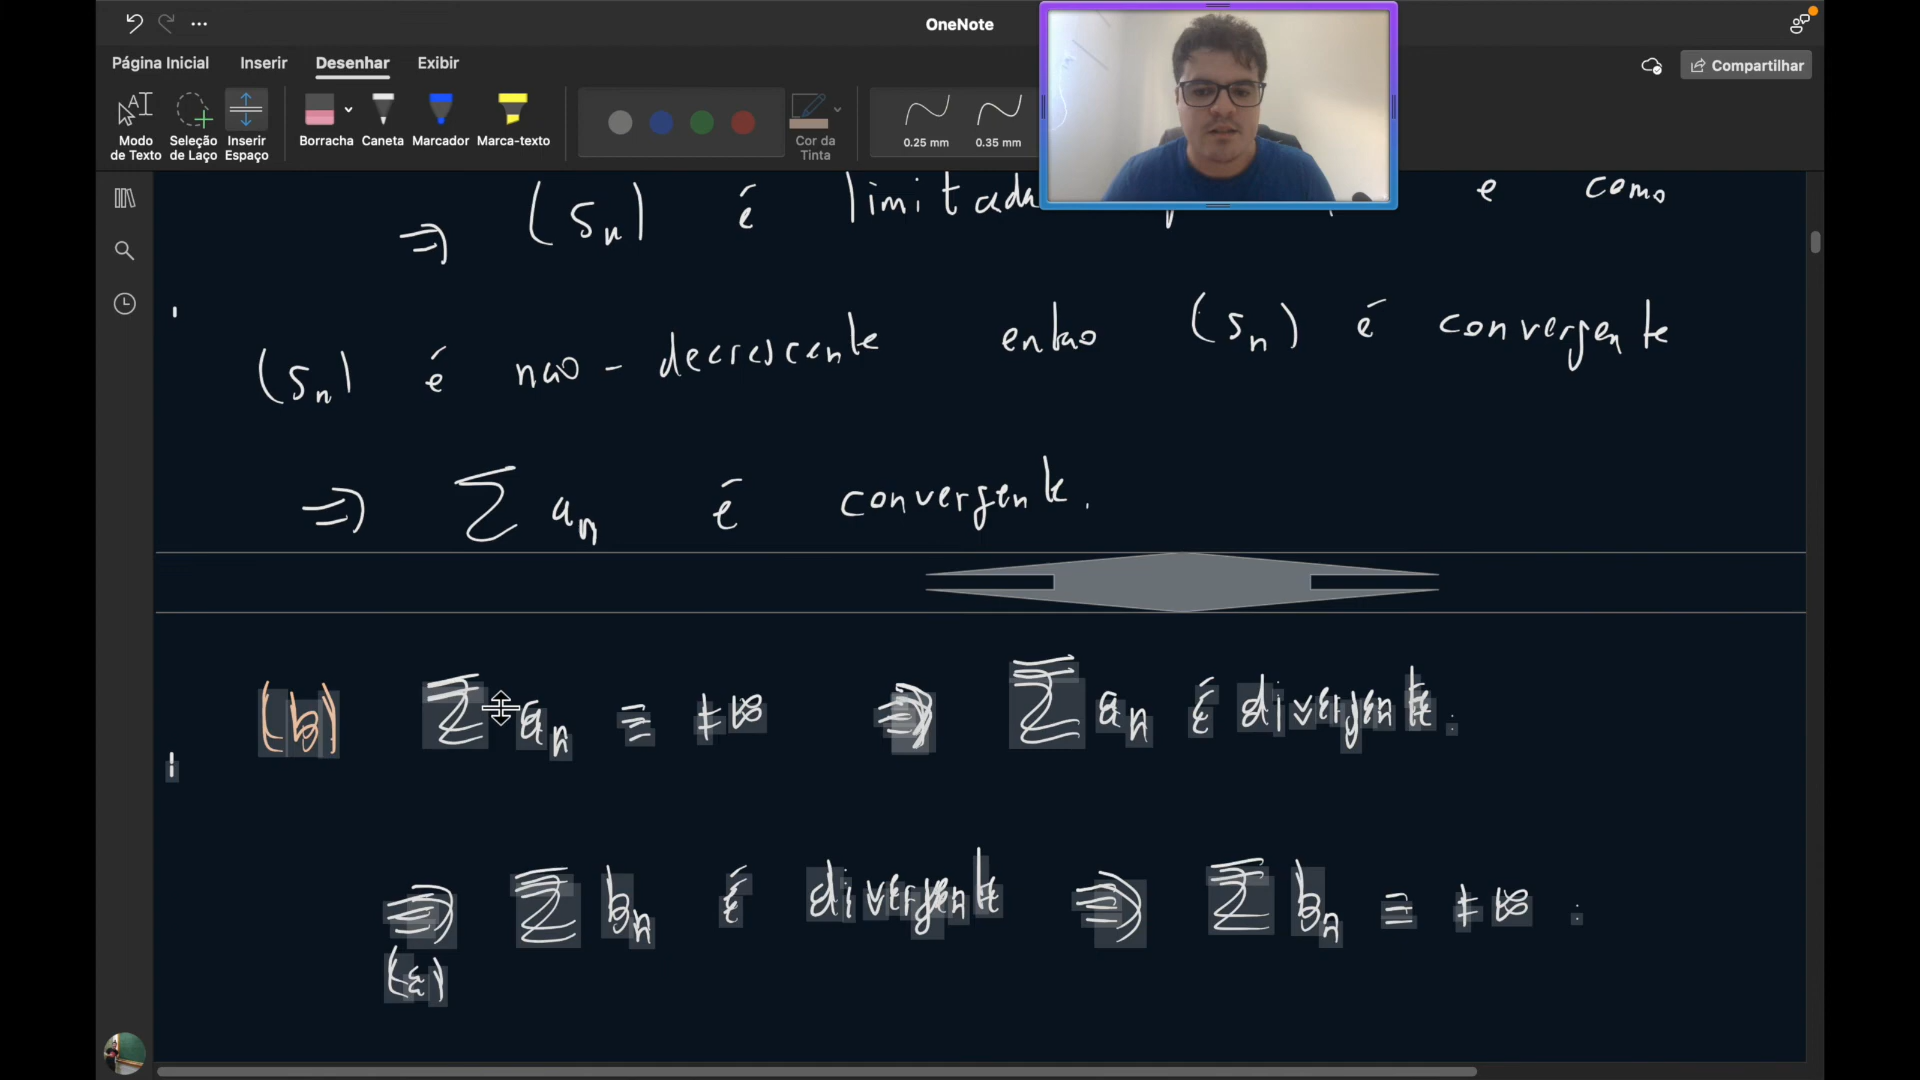 OneNote
Página Inicial Inserir Desenhar Exibir
Compartilhar
Modo de Texto Seleção de Laço Inserir Espaço Borracha Caneta Marcador Marca-texto Cor da Tinta 0.25 mm 0.35 mm
⇒ (Sn) é limitada e como
(Sn) é não-decrescente então (Sn) é convergente
⇒ ∑ an é convergente.
(b) ∑ an = +∞ ⇒ ∑ an é divergente.
⇒ ∑ bn é divergente ⇒ ∑ bn = +∞ .
(a)